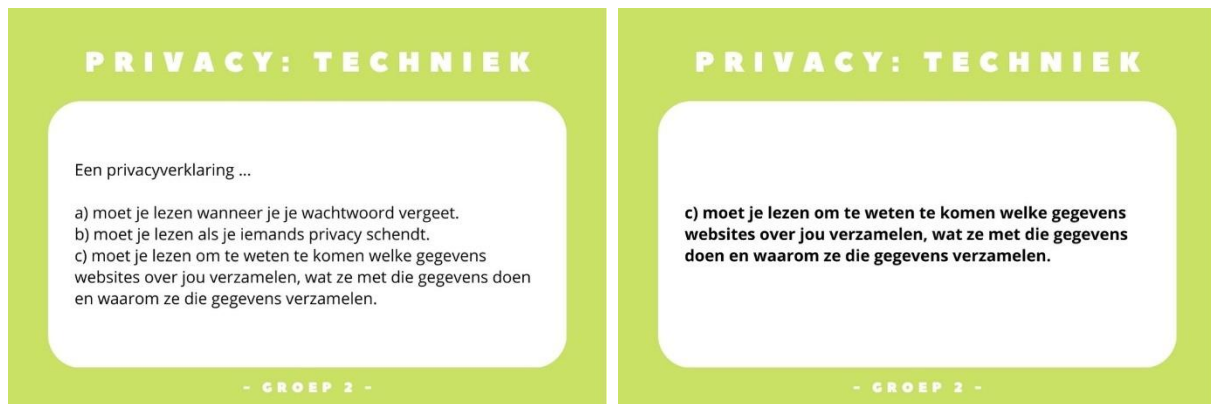 PRIVACY: TECHNIEK
Een privacyverklaring ...
a) moet je lezen wanneer je je wachtwoord vergeet.
b) moet je lezen als je iemands privacy schendt.
c) moet je lezen om te weten te komen welke gegevens
websites over jou verzamelen, wat ze met die gegevens doen
en waarom ze die gegevens verzamelen.
- GROEP 2 -
PRIVACY: TECHNIEK
c) moet je lezen om te weten te komen welke gegevens
websites over jou verzamelen, wat ze met die gegevens
doen en waarom ze die gegevens verzamelen.
- GROEP 2 -